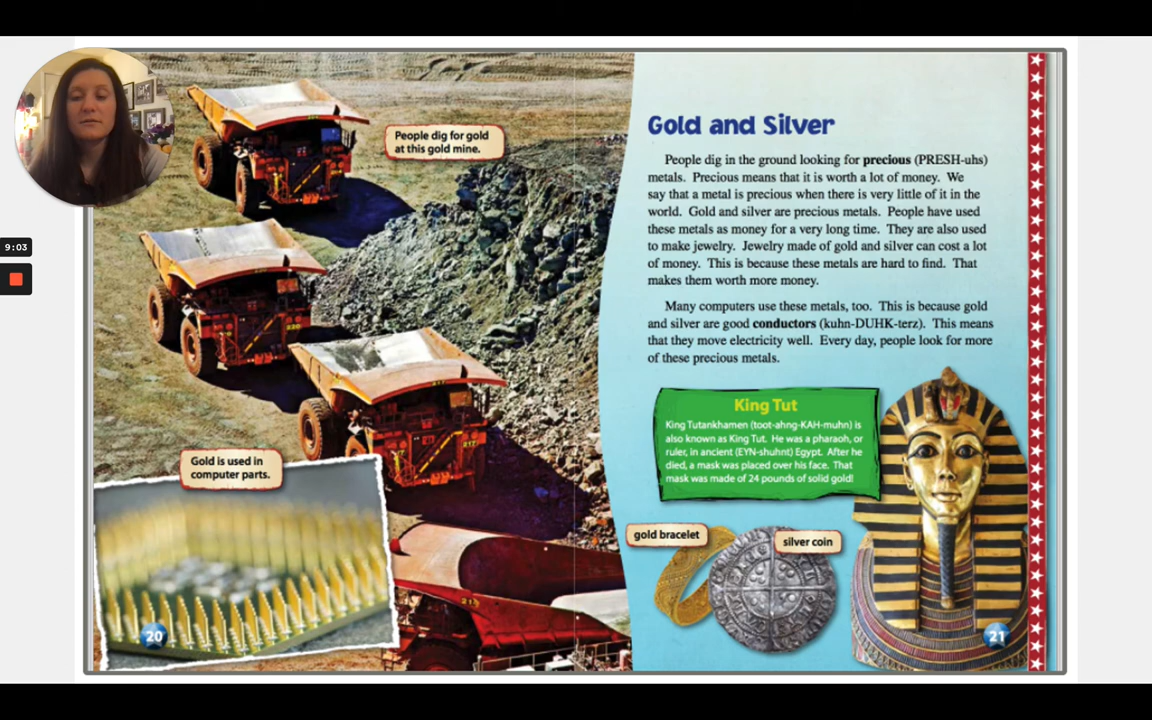 9:03
People dig for gold
at this gold mine.
Gold is used in
computer parts.
20
Gold and Silver
People dig in the ground looking for precious (PRESH-uhs)
metals. Precious means that it is worth a lot of money. We
say that a metal is precious when there is very little of it in the
world. Gold and silver are precious metals. People have used
these metals as money for a very long time. They are also used
to make jewelry. Jewelry made of gold and silver can cost a lot
of money. This is because these metals are hard to find. That
makes them worth more money.
Many computers use these metals, too. This is because gold
and silver are good conductors (kuhn-DUHK-terz). This means
that they move electricity well. Every day, people look for more
of these precious metals.
King Tut
King Tutankhamen (toot-ahng-KAH-muhn) is
also known as King Tut. He was a pharaoh, or
ruler, in ancient (EYN-shuhnt) Egypt. After he
died, a mask was placed over his face. That
mask was made of 24 pounds of solid gold!
gold bracelet
silver coin
21